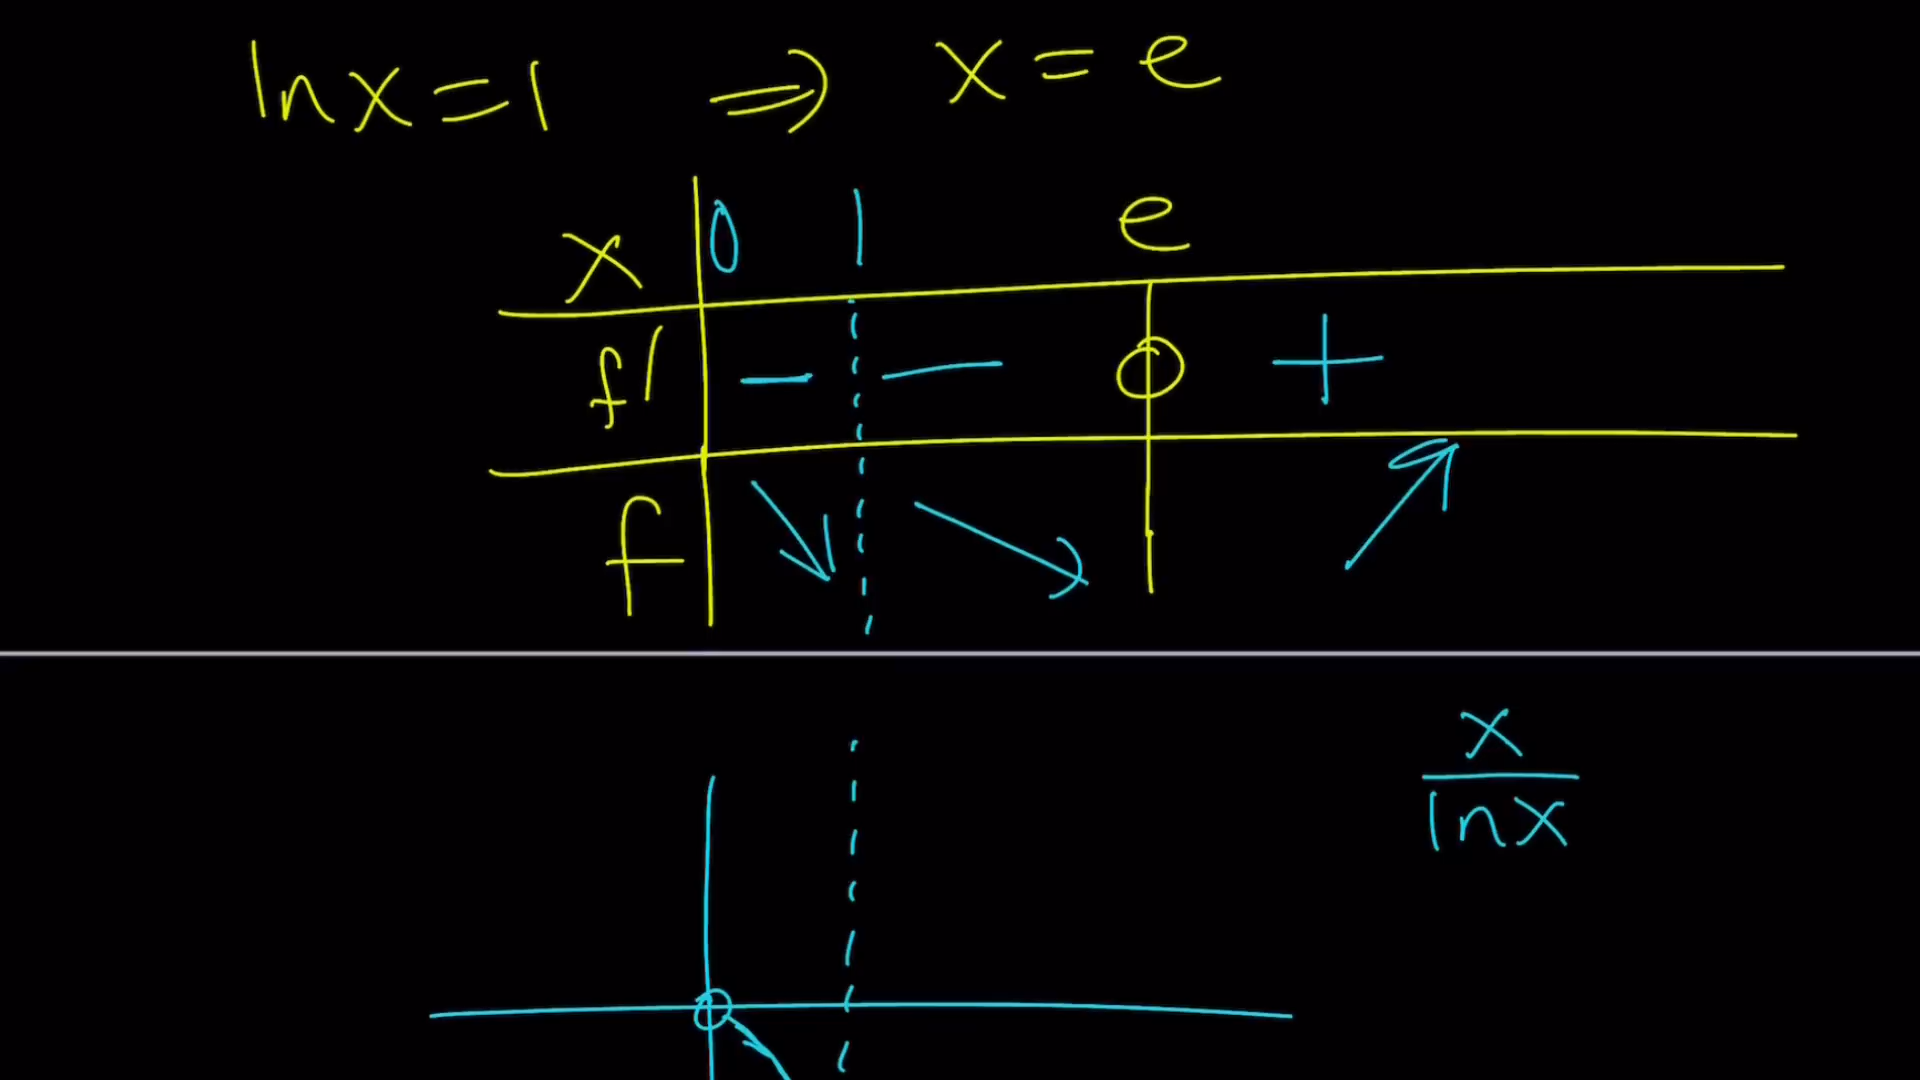 ln x = 1 ⇒ x = e
x 0 1 e
f' − − 0 +
f ↘ ↘ ↗
x
ln x